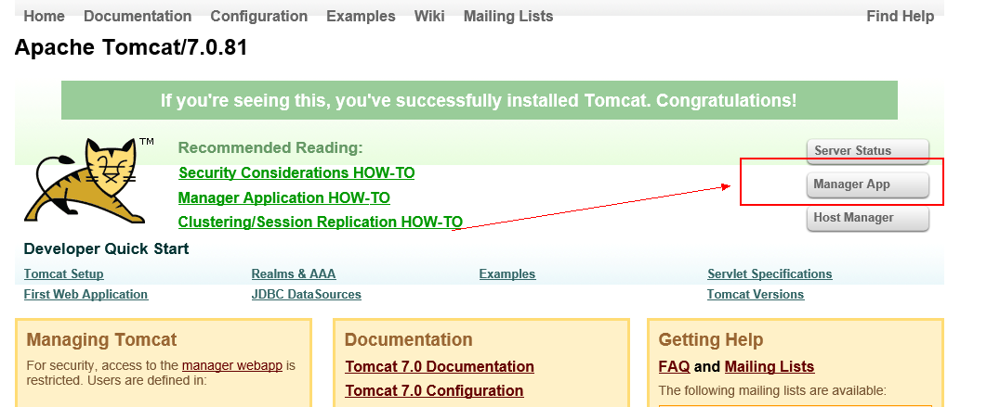 Home Documentation Configuration Examples Wiki Mailing Lists Find Help
Apache Tomcat/7.0.81
If you're seeing this, you've successfully installed Tomcat. Congratulations!
TM
Recommended Reading:
Security Considerations HOW-TO
Manager Application HOW-TO
Clustering/Session Replication HOW-TO
Server Status
Manager App
Host Manager
Developer Quick Start
Tomcat Setup Realms & AAA Examples Servlet Specifications
First Web Application JDBC DataSources Tomcat Versions
Managing Tomcat
For security, access to the manager webapp is
restricted. Users are defined in:
Documentation
Tomcat 7.0 Documentation
Tomcat 7.0 Configuration
Getting Help
FAQ and Mailing Lists
The following mailing lists are available: